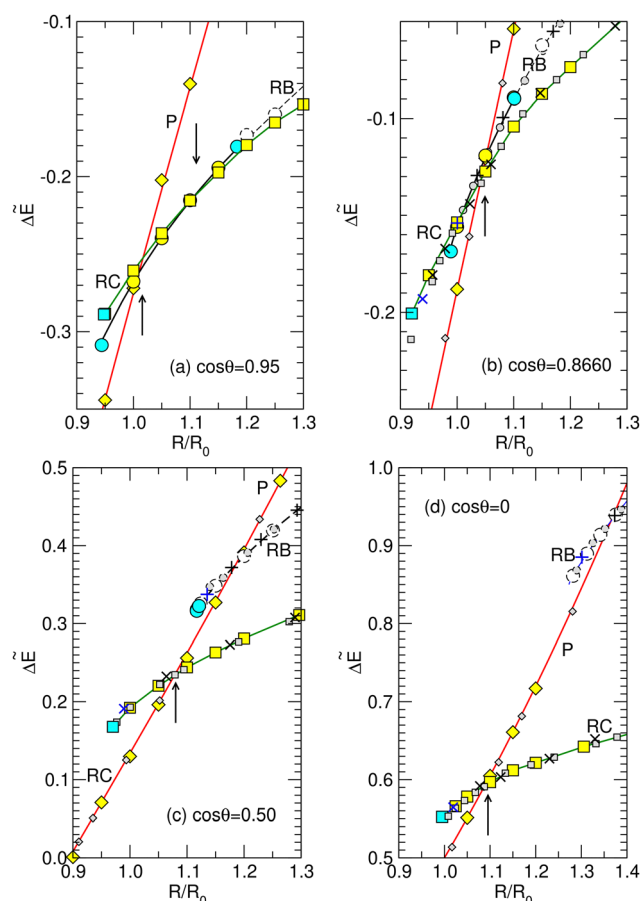 -0.1
-0.2
-0.3
ΔẼ
P
RB
RC
(a) cosθ=0.95
0.9 1.0 1.1 1.2 1.3
R/R0
-0.1
-0.2
ΔẼ
P
RB
RC
(b) cosθ=0.8660
0.9 1.0 1.1 1.2 1.3 1.4
R/R0
0.5
0.4
0.3
0.2
0.1
0.0
ΔẼ
P
RB
RC
(c) cosθ=0.50
0.9 1.0 1.1 1.2 1.3
R/R0
1.0
0.9
0.8
0.7
0.6
0.5
ΔẼ
(d) cosθ=0
RB
P
RC
1.0 1.1 1.2 1.3 1.4
R/R0